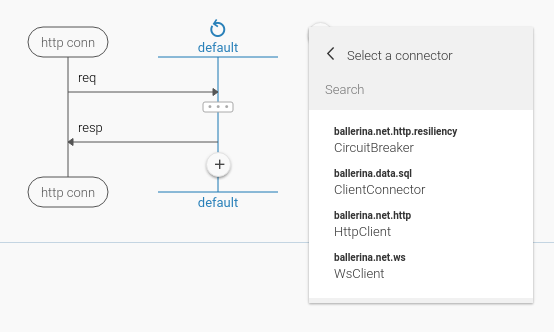 http conn
default
req
resp
http conn
default
Select a connector
Search
ballerina.net.http.resiliency
CircuitBreaker
ballerina.data.sql
ClientConnector
ballerina.net.http
HttpClient
ballerina.net.ws
WsClient